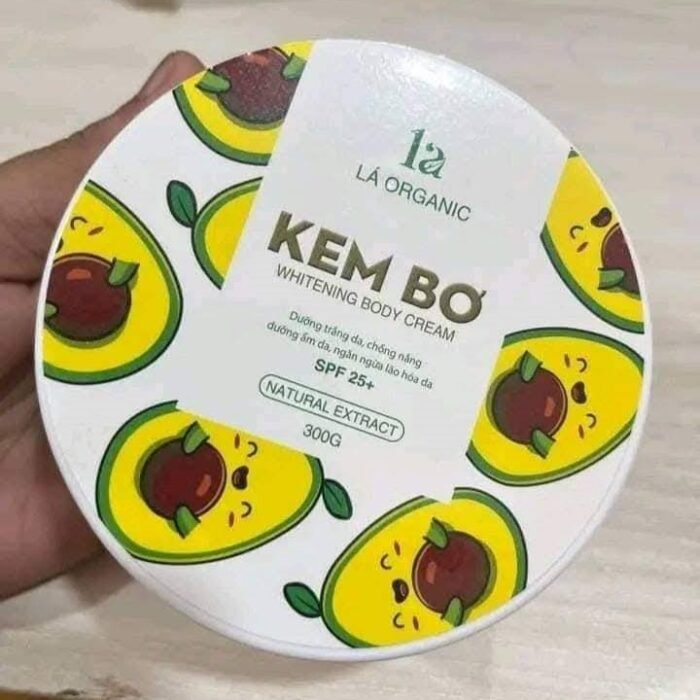 la
LÁ ORGANIC
KEM BƠ
WHITENING BODY CREAM
Dưỡng trắng da, chống nắng
dưỡng ẩm da, ngăn ngừa lão hóa da
SPF 25+
NATURAL EXTRACT
300G